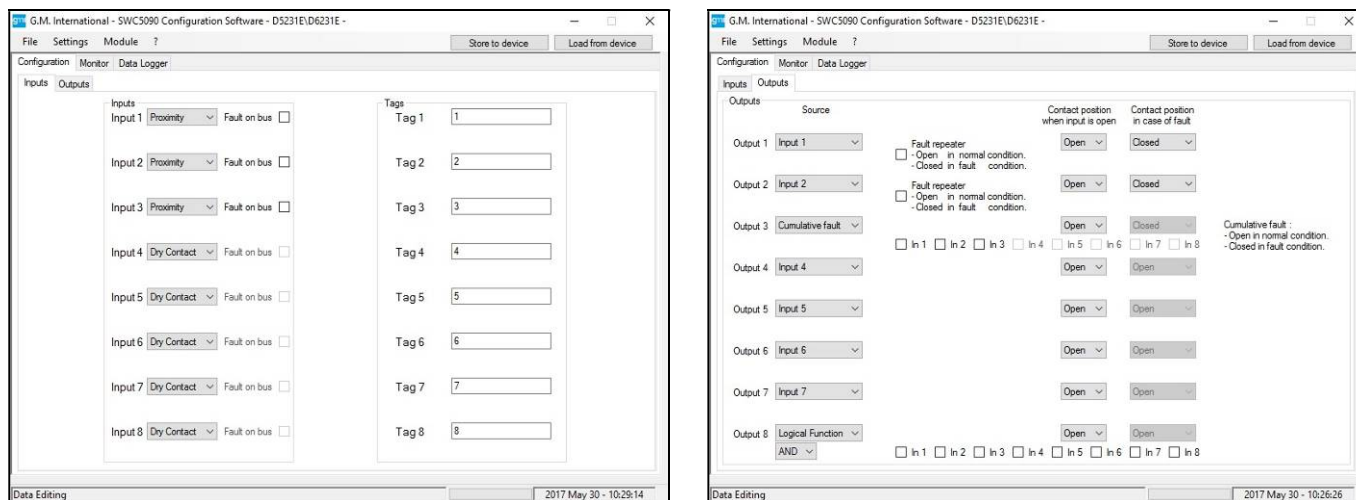 G.M. International - SWC5090 Configuration Software - D5231E\D6231E -
File Settings Module ? Store to device Load from device
Configuration Monitor Data Logger
Inputs Outputs
Inputs Tags
Input 1 Proximity Fault on bus Tag 1 1
Input 2 Proximity Fault on bus Tag 2 2
Input 3 Proximity Fault on bus Tag 3 3
Input 4 Dry Contact Fault on bus Tag 4 4
Input 5 Dry Contact Fault on bus Tag 5 5
Input 6 Dry Contact Fault on bus Tag 6 6
Input 7 Dry Contact Fault on bus Tag 7 7
Input 8 Dry Contact Fault on bus Tag 8 8
Data Editing 2017 May 30 - 10:29:14
G.M. International - SWC5090 Configuration Software - D5231E\D6231E -
File Settings Module ? Store to device Load from device
Configuration Monitor Data Logger
Inputs Outputs
Outputs
Source Contact position when input is open Contact position in case of fault
Output 1 Input 1 Open Closed
Fault repeater
- Open in normal condition.
- Closed in fault condition.
Output 2 Input 2 Open Closed
Fault repeater
- Open in normal condition.
- Closed in fault condition.
Output 3 Cumulative fault Open Closed
Cumulative fault :
- Open in normal condition.
- Closed in fault condition.
In 1 In 2 In 3 In 4 In 5 In 6 In 7 In 8
Output 4 Input 4 Open Open
Output 5 Input 5 Open Open
Output 6 Input 6 Open Open
Output 7 Input 7 Open Open
Output 8 Logical Function Open Open
AND In 1 In 2 In 3 In 4 In 5 In 6 In 7 In 8
Data Editing 2017 May 30 - 10:26:26